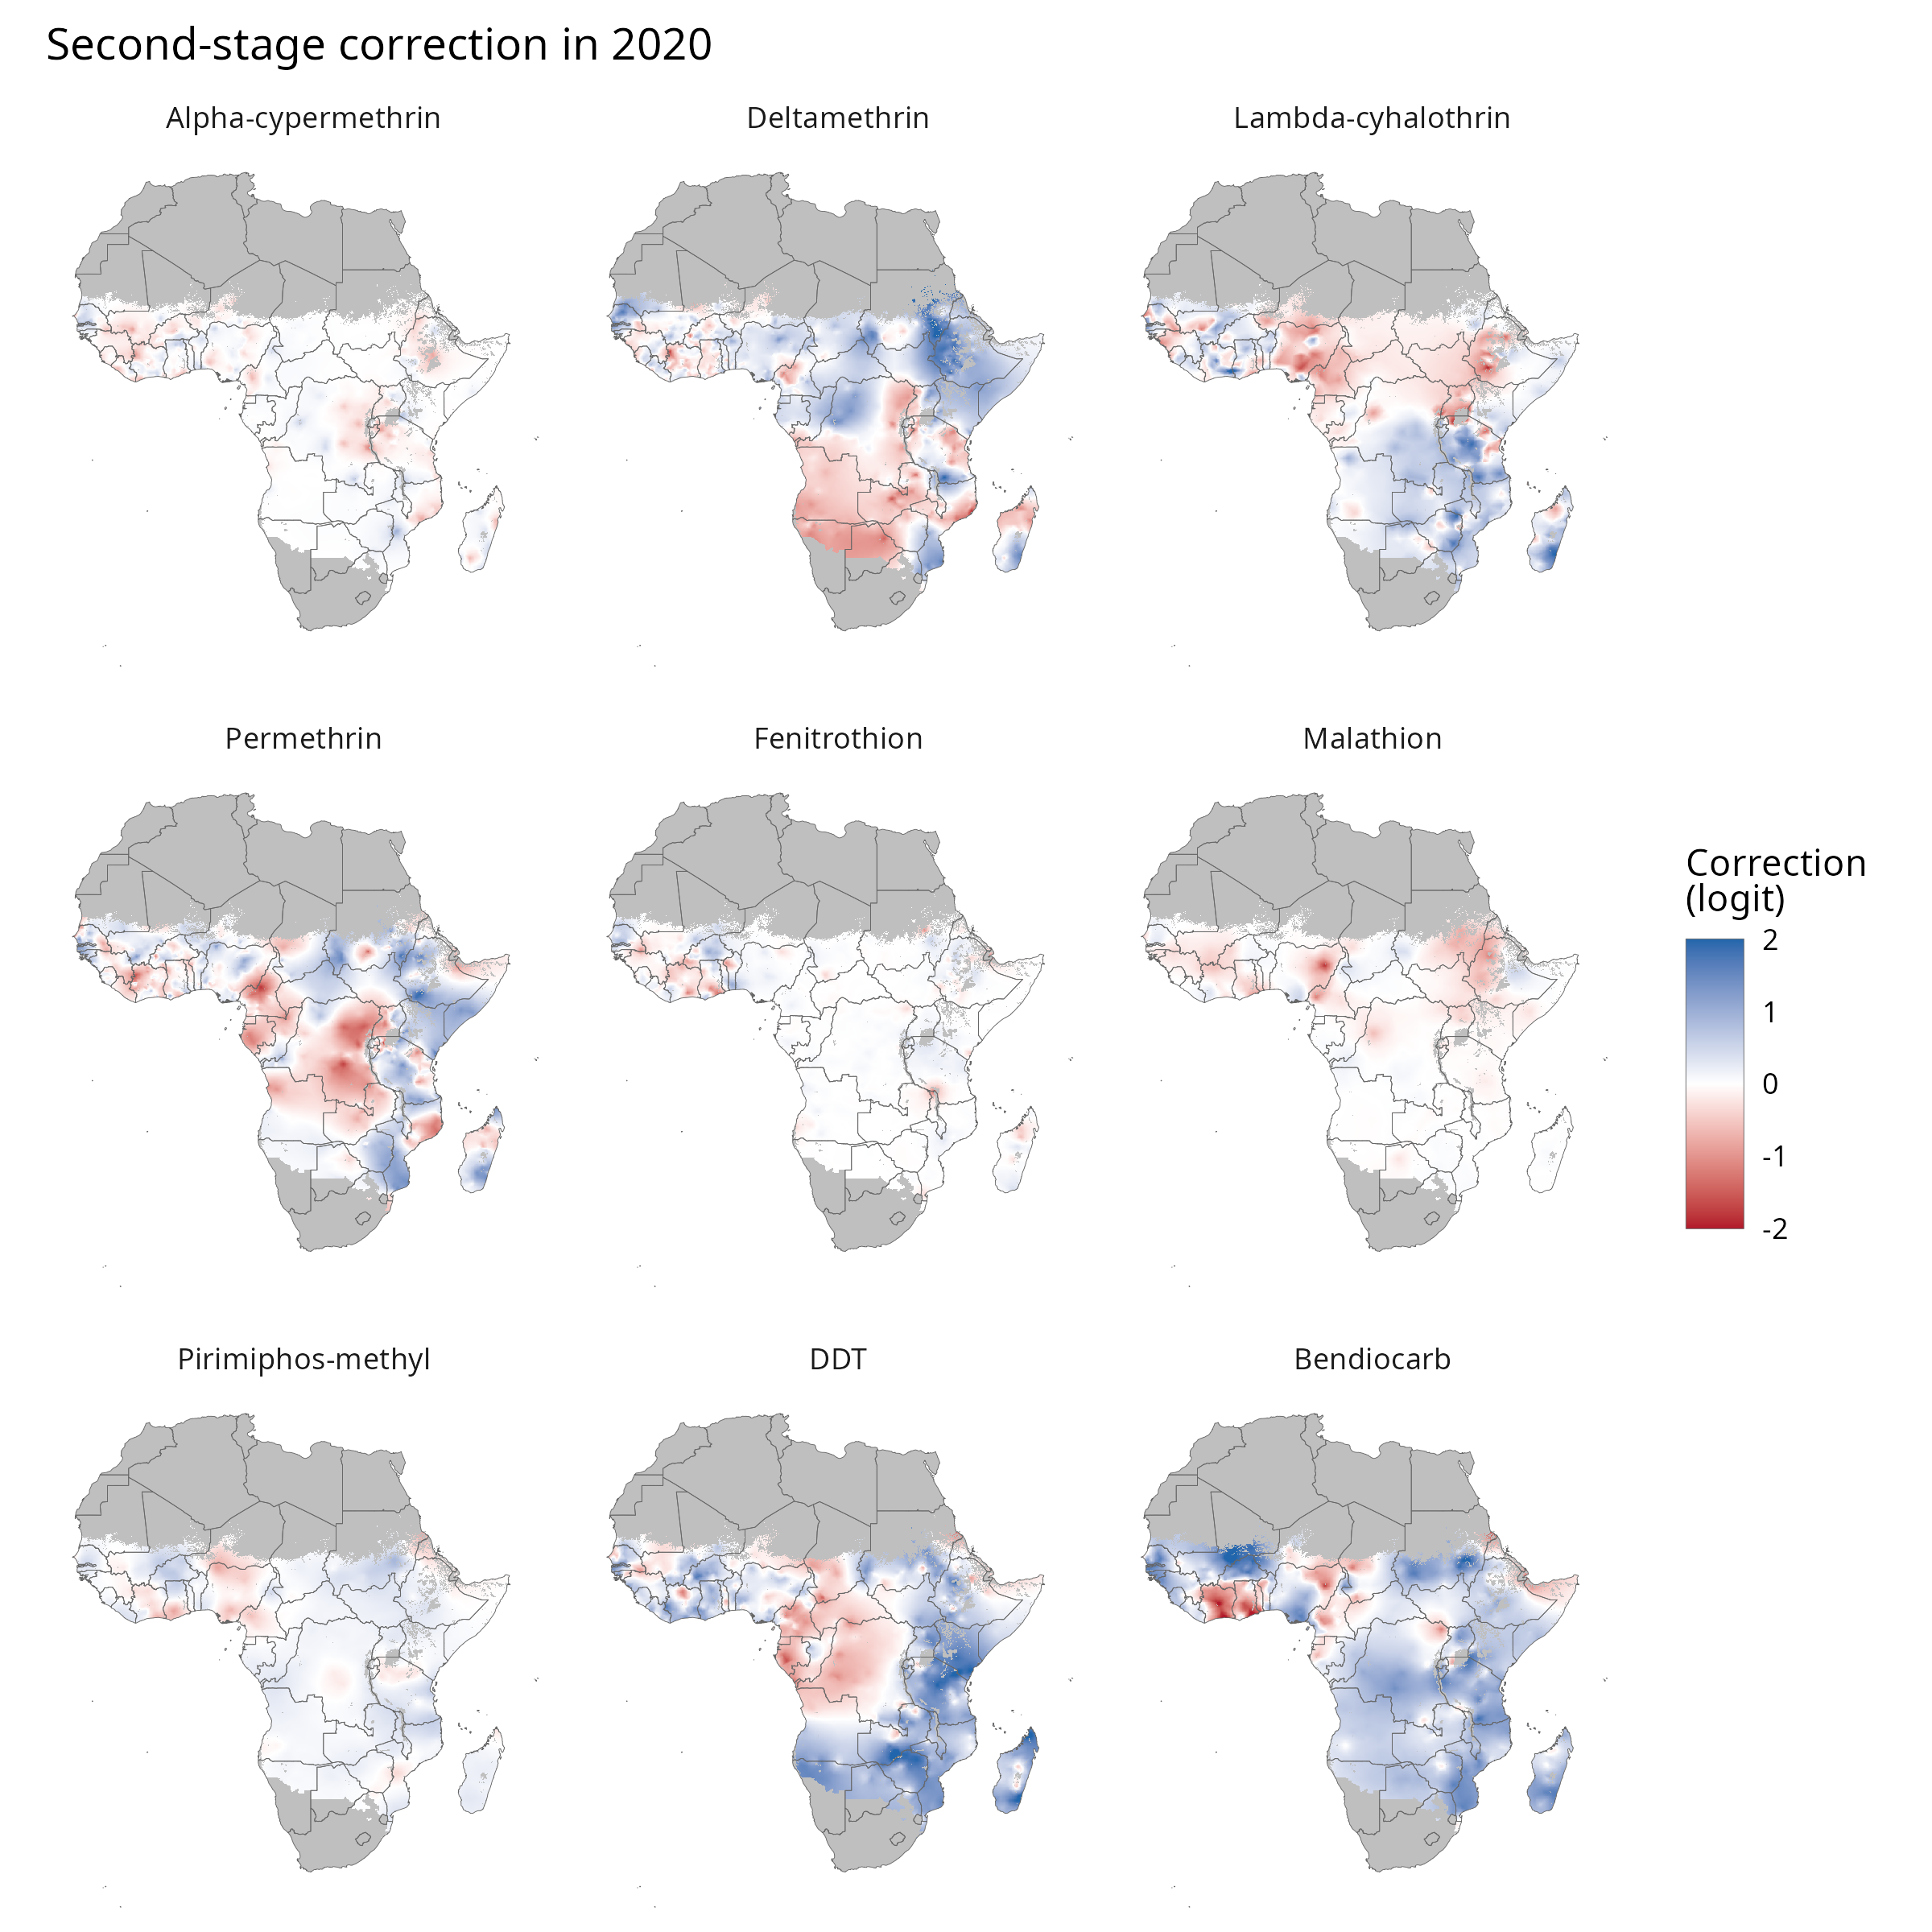 Second-stage correction in 2020
Alpha-cypermethrin
Deltamethrin
Lambda-cyhalothrin
Permethrin
Fenitrothion
Malathion
Correction
(logit)
2
1
0
-1
-2
Pirimiphos-methyl
DDT
Bendiocarb